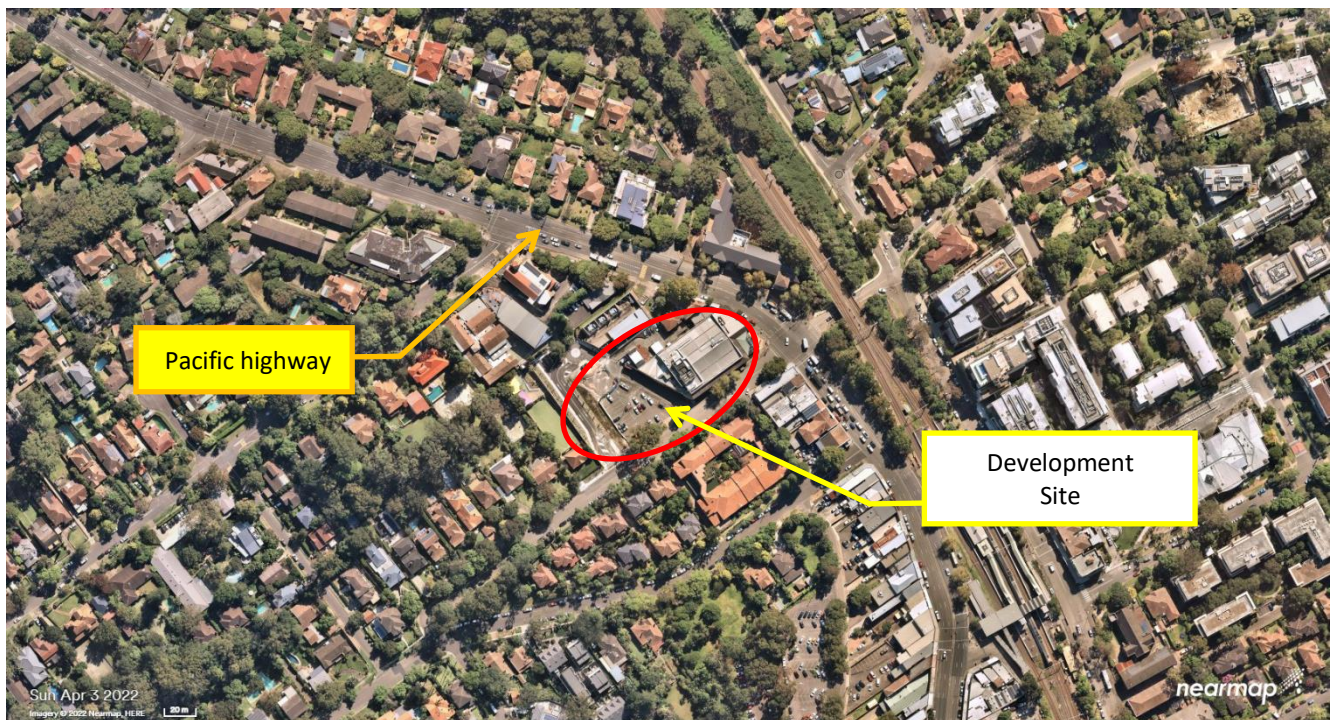 Pacific highway
Development
Site
Sun Apr 3 2022
Imagery © 2022 Nearmap, HERE
20 m
nearmap